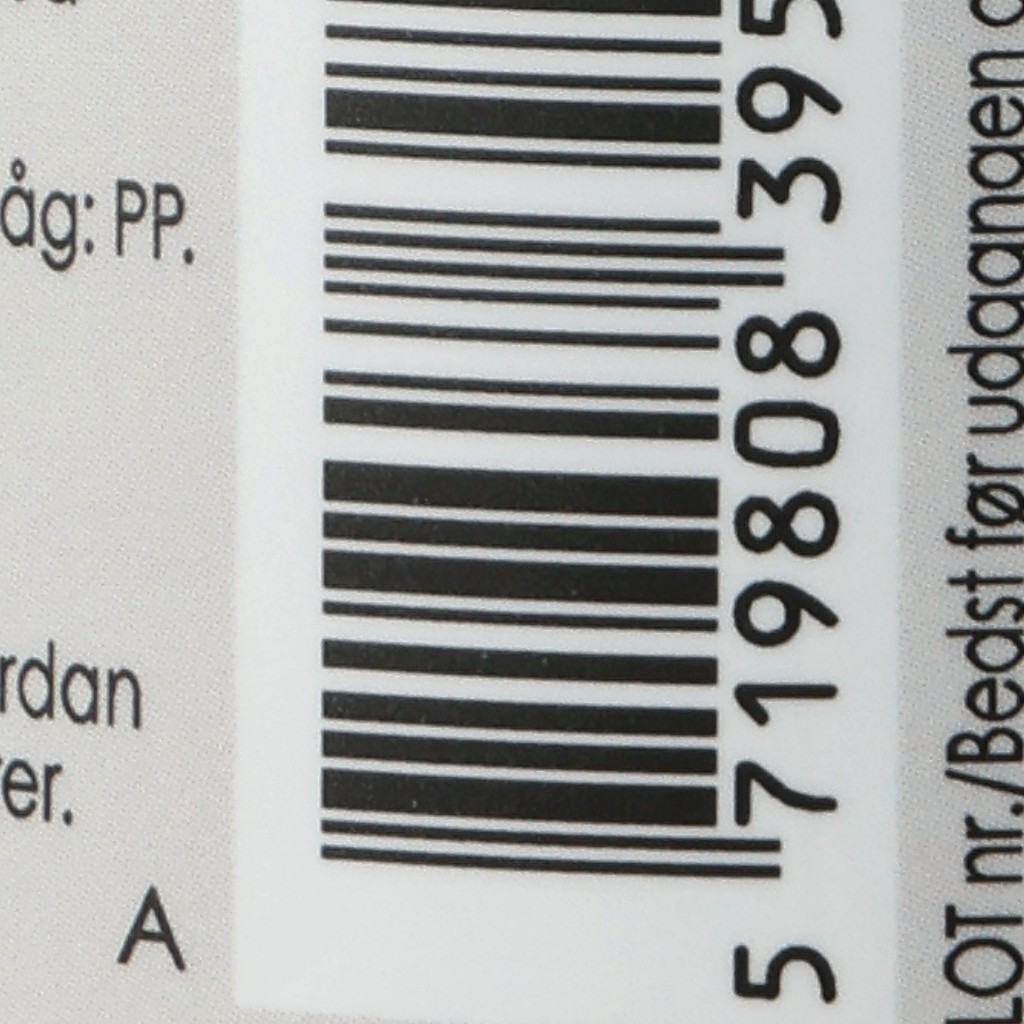 åg: PP.
rdan
er.
A
5 719808 395
LOT nr./Bedst før udgangen